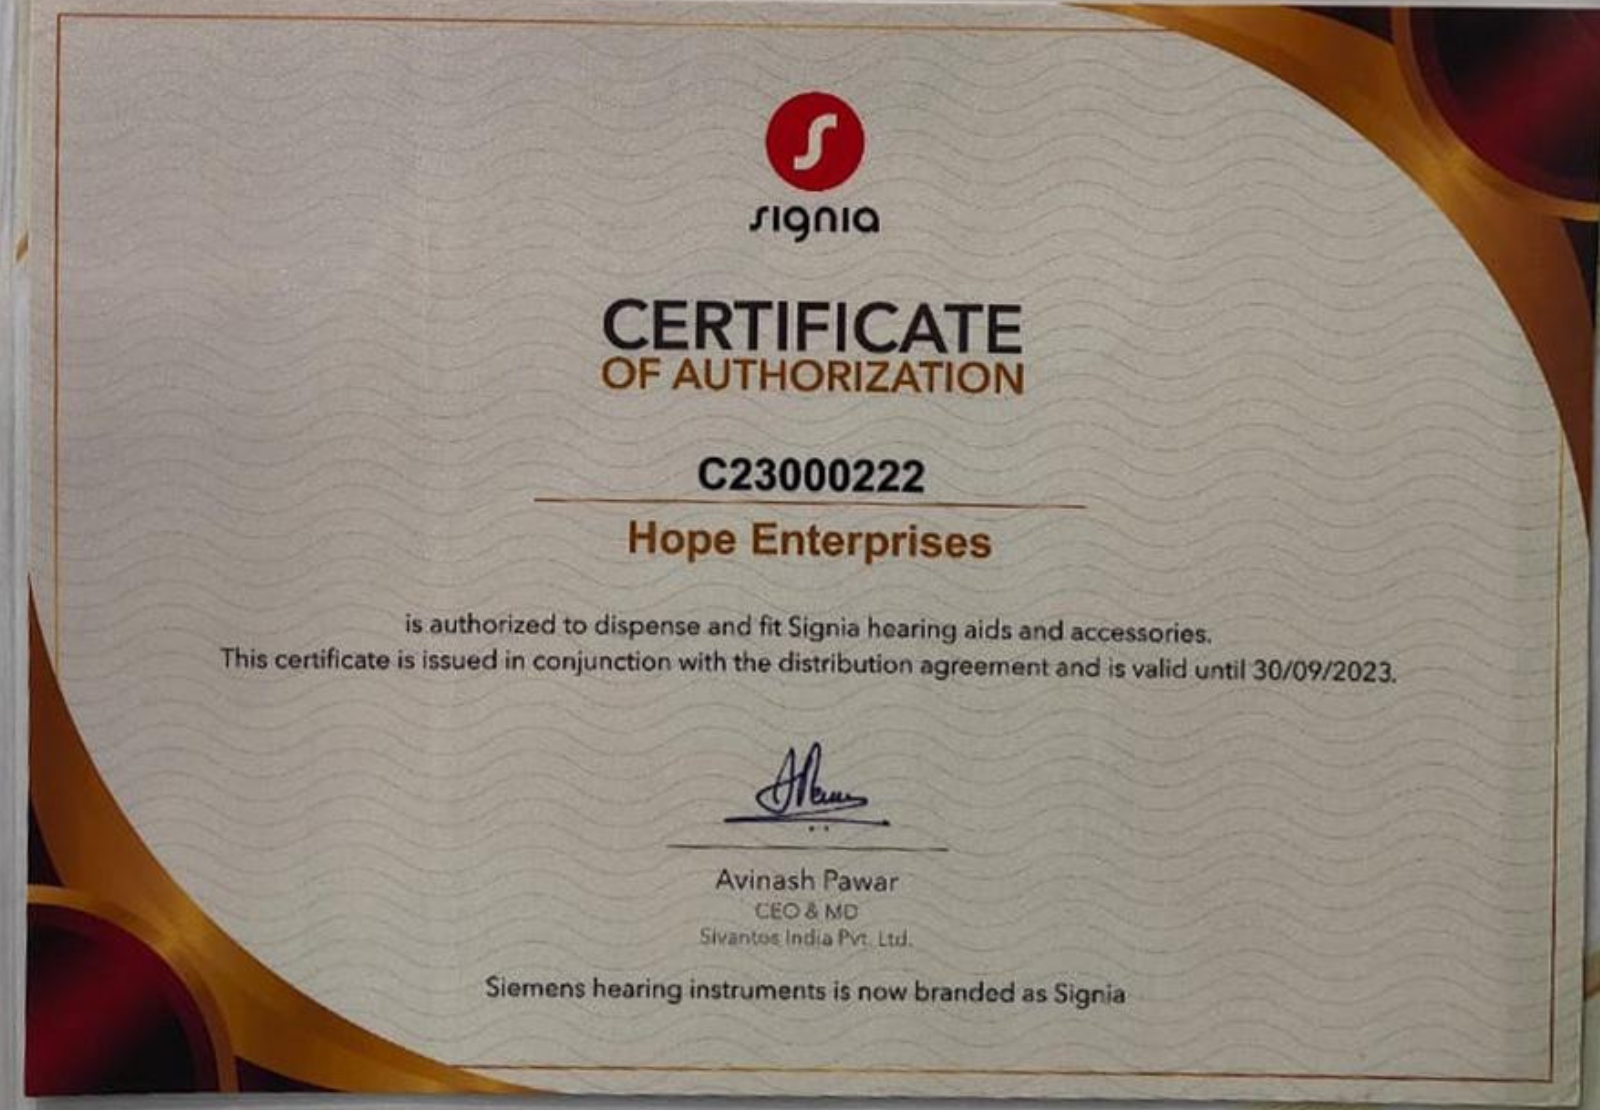 signia
CERTIFICATE
OF AUTHORIZATION
C23000222
Hope Enterprises
is authorized to dispense and fit Signia hearing aids and accessories.
This certificate is issued in conjunction with the distribution agreement and is valid until 30/09/2023.
Avinash Pawar
CEO & MD
Sivantos India Pvt. Ltd.
Siemens hearing instruments is now branded as Signia